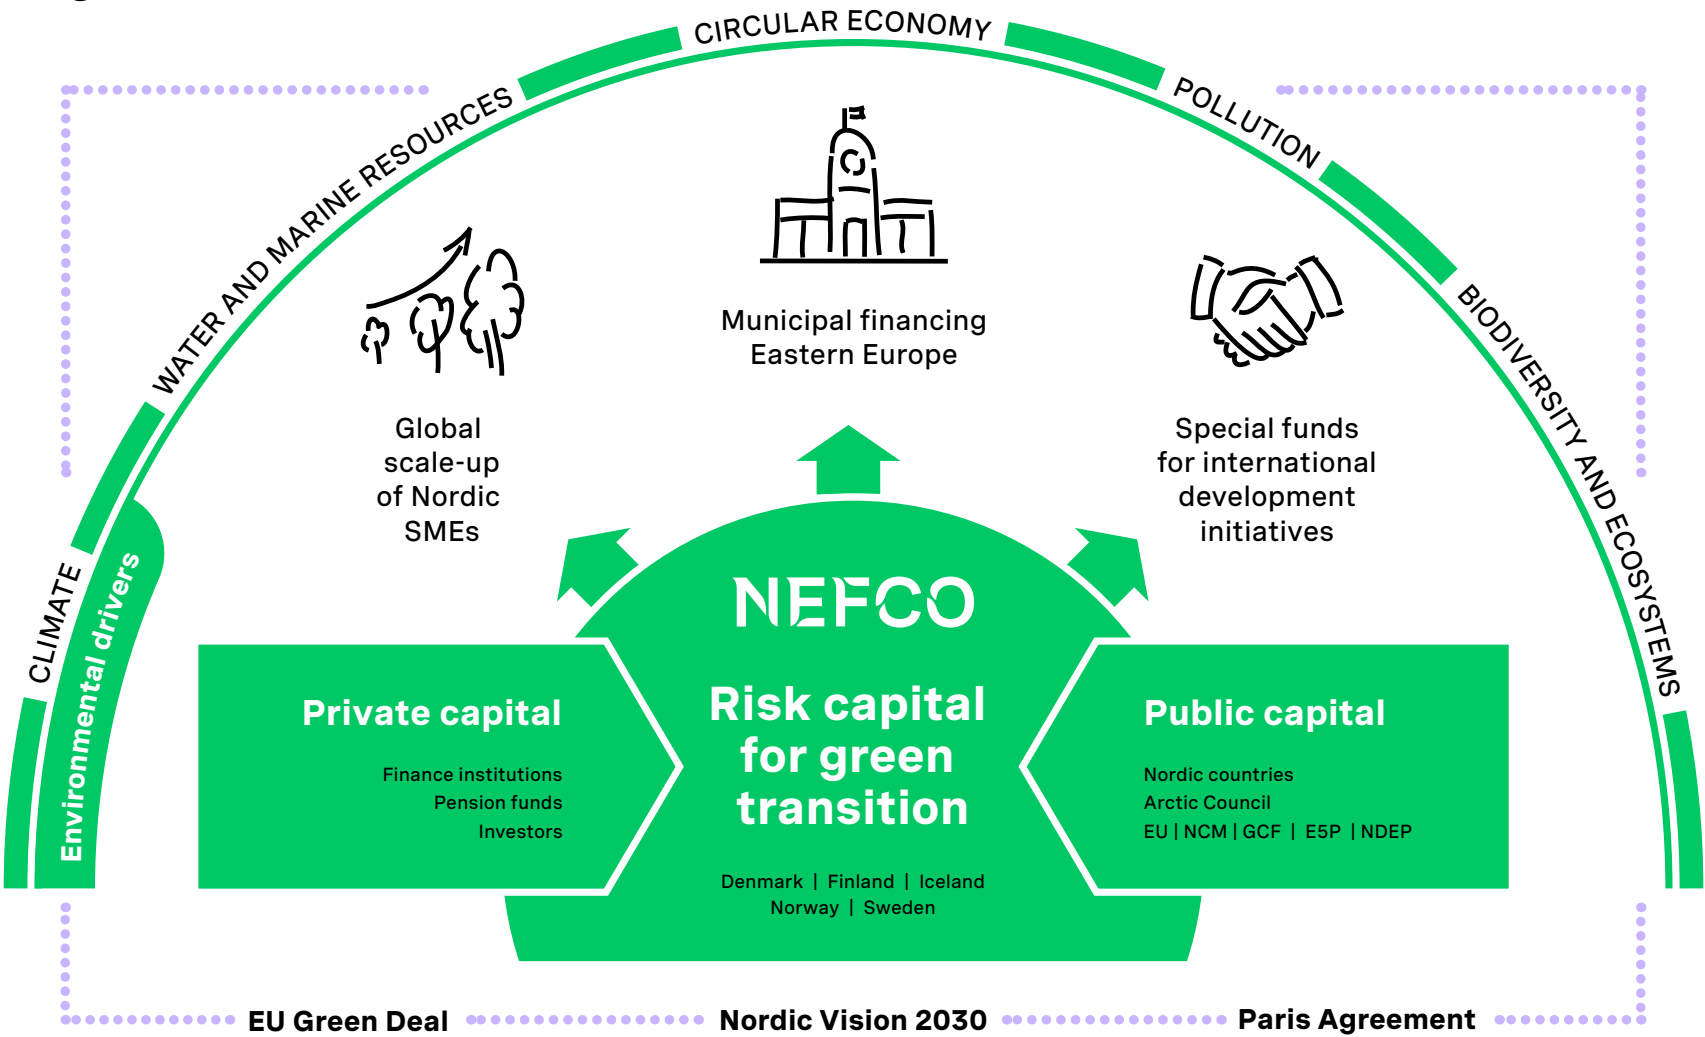 CIRCULAR ECONOMY
WATER AND MARINE RESOURCES
POLLUTION
CLIMATE
BIODIVERSITY AND ECOSYSTEMS
Environmental drivers
Municipal financing
Eastern Europe
Global
scale-up
of Nordic
SMEs
Special funds
for international
development
initiatives
NEFCO
Risk capital
for green
transition
Denmark | Finland | Iceland
Norway | Sweden
Private capital
Finance institutions
Pension funds
Investors
Public capital
Nordic countries
Arctic Council
EU | NCM | GCF | E5P | NDEP
EU Green Deal
Nordic Vision 2030
Paris Agreement